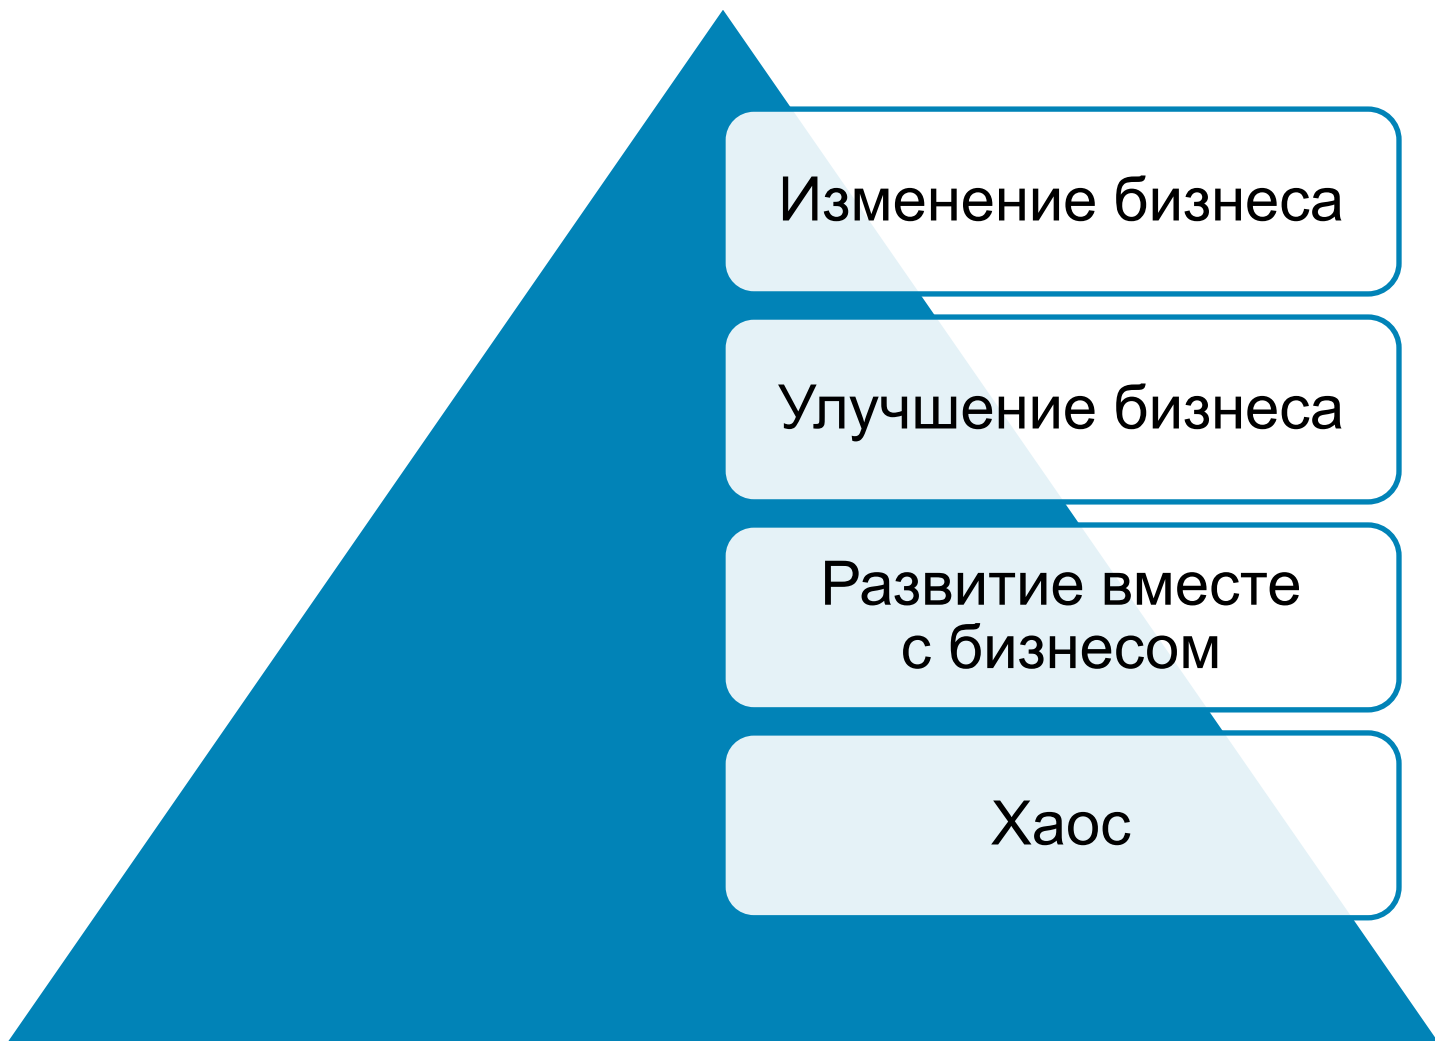 Изменение бизнеса
Улучшение бизнеса
Развитие вместе
с бизнесом
Хаос